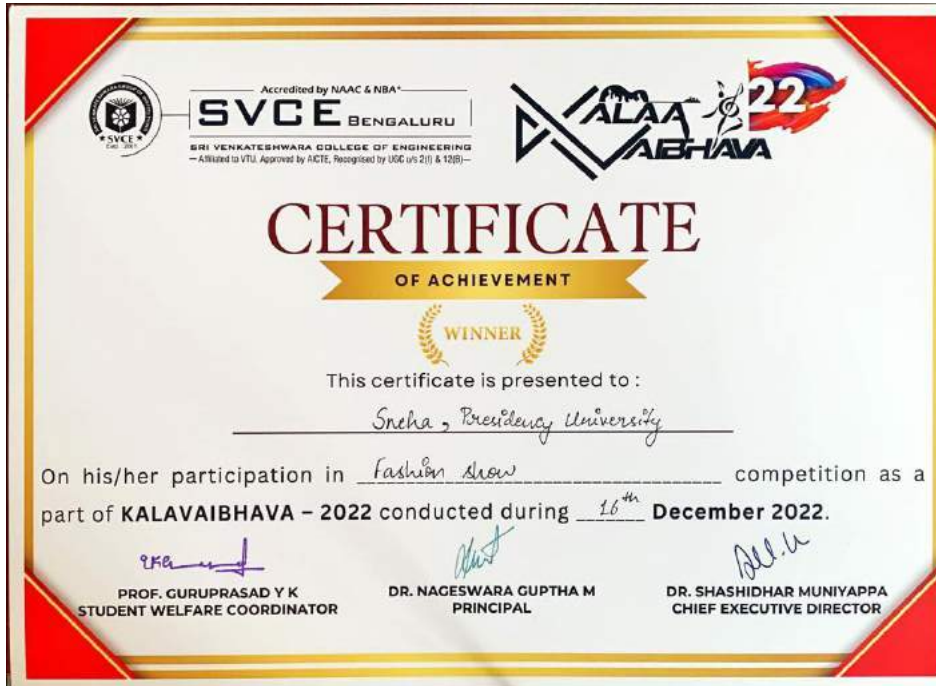 Accredited by NAAC & NBA*
SVCE BENGALURU
SRI VENKATESHWARA COLLEGE OF ENGINEERING
Affiliated to VTU, Approved by AICTE, Recognised by UGC u/s 2(f) & 12(B)
★ SVCE ★
KALAA
VAIBHAVA
22
CERTIFICATE
OF ACHIEVEMENT
WINNER
This certificate is presented to :
Sneha, Presidency University
On his/her participation in Fashion show competition as a
part of KALAVAIBHAVA – 2022 conducted during 16th December 2022.
PROF. GURUPRASAD Y K
STUDENT WELFARE COORDINATOR
DR. NAGESWARA GUPTHA M
PRINCIPAL
DR. SHASHIDHAR MUNIYAPPA
CHIEF EXECUTIVE DIRECTOR